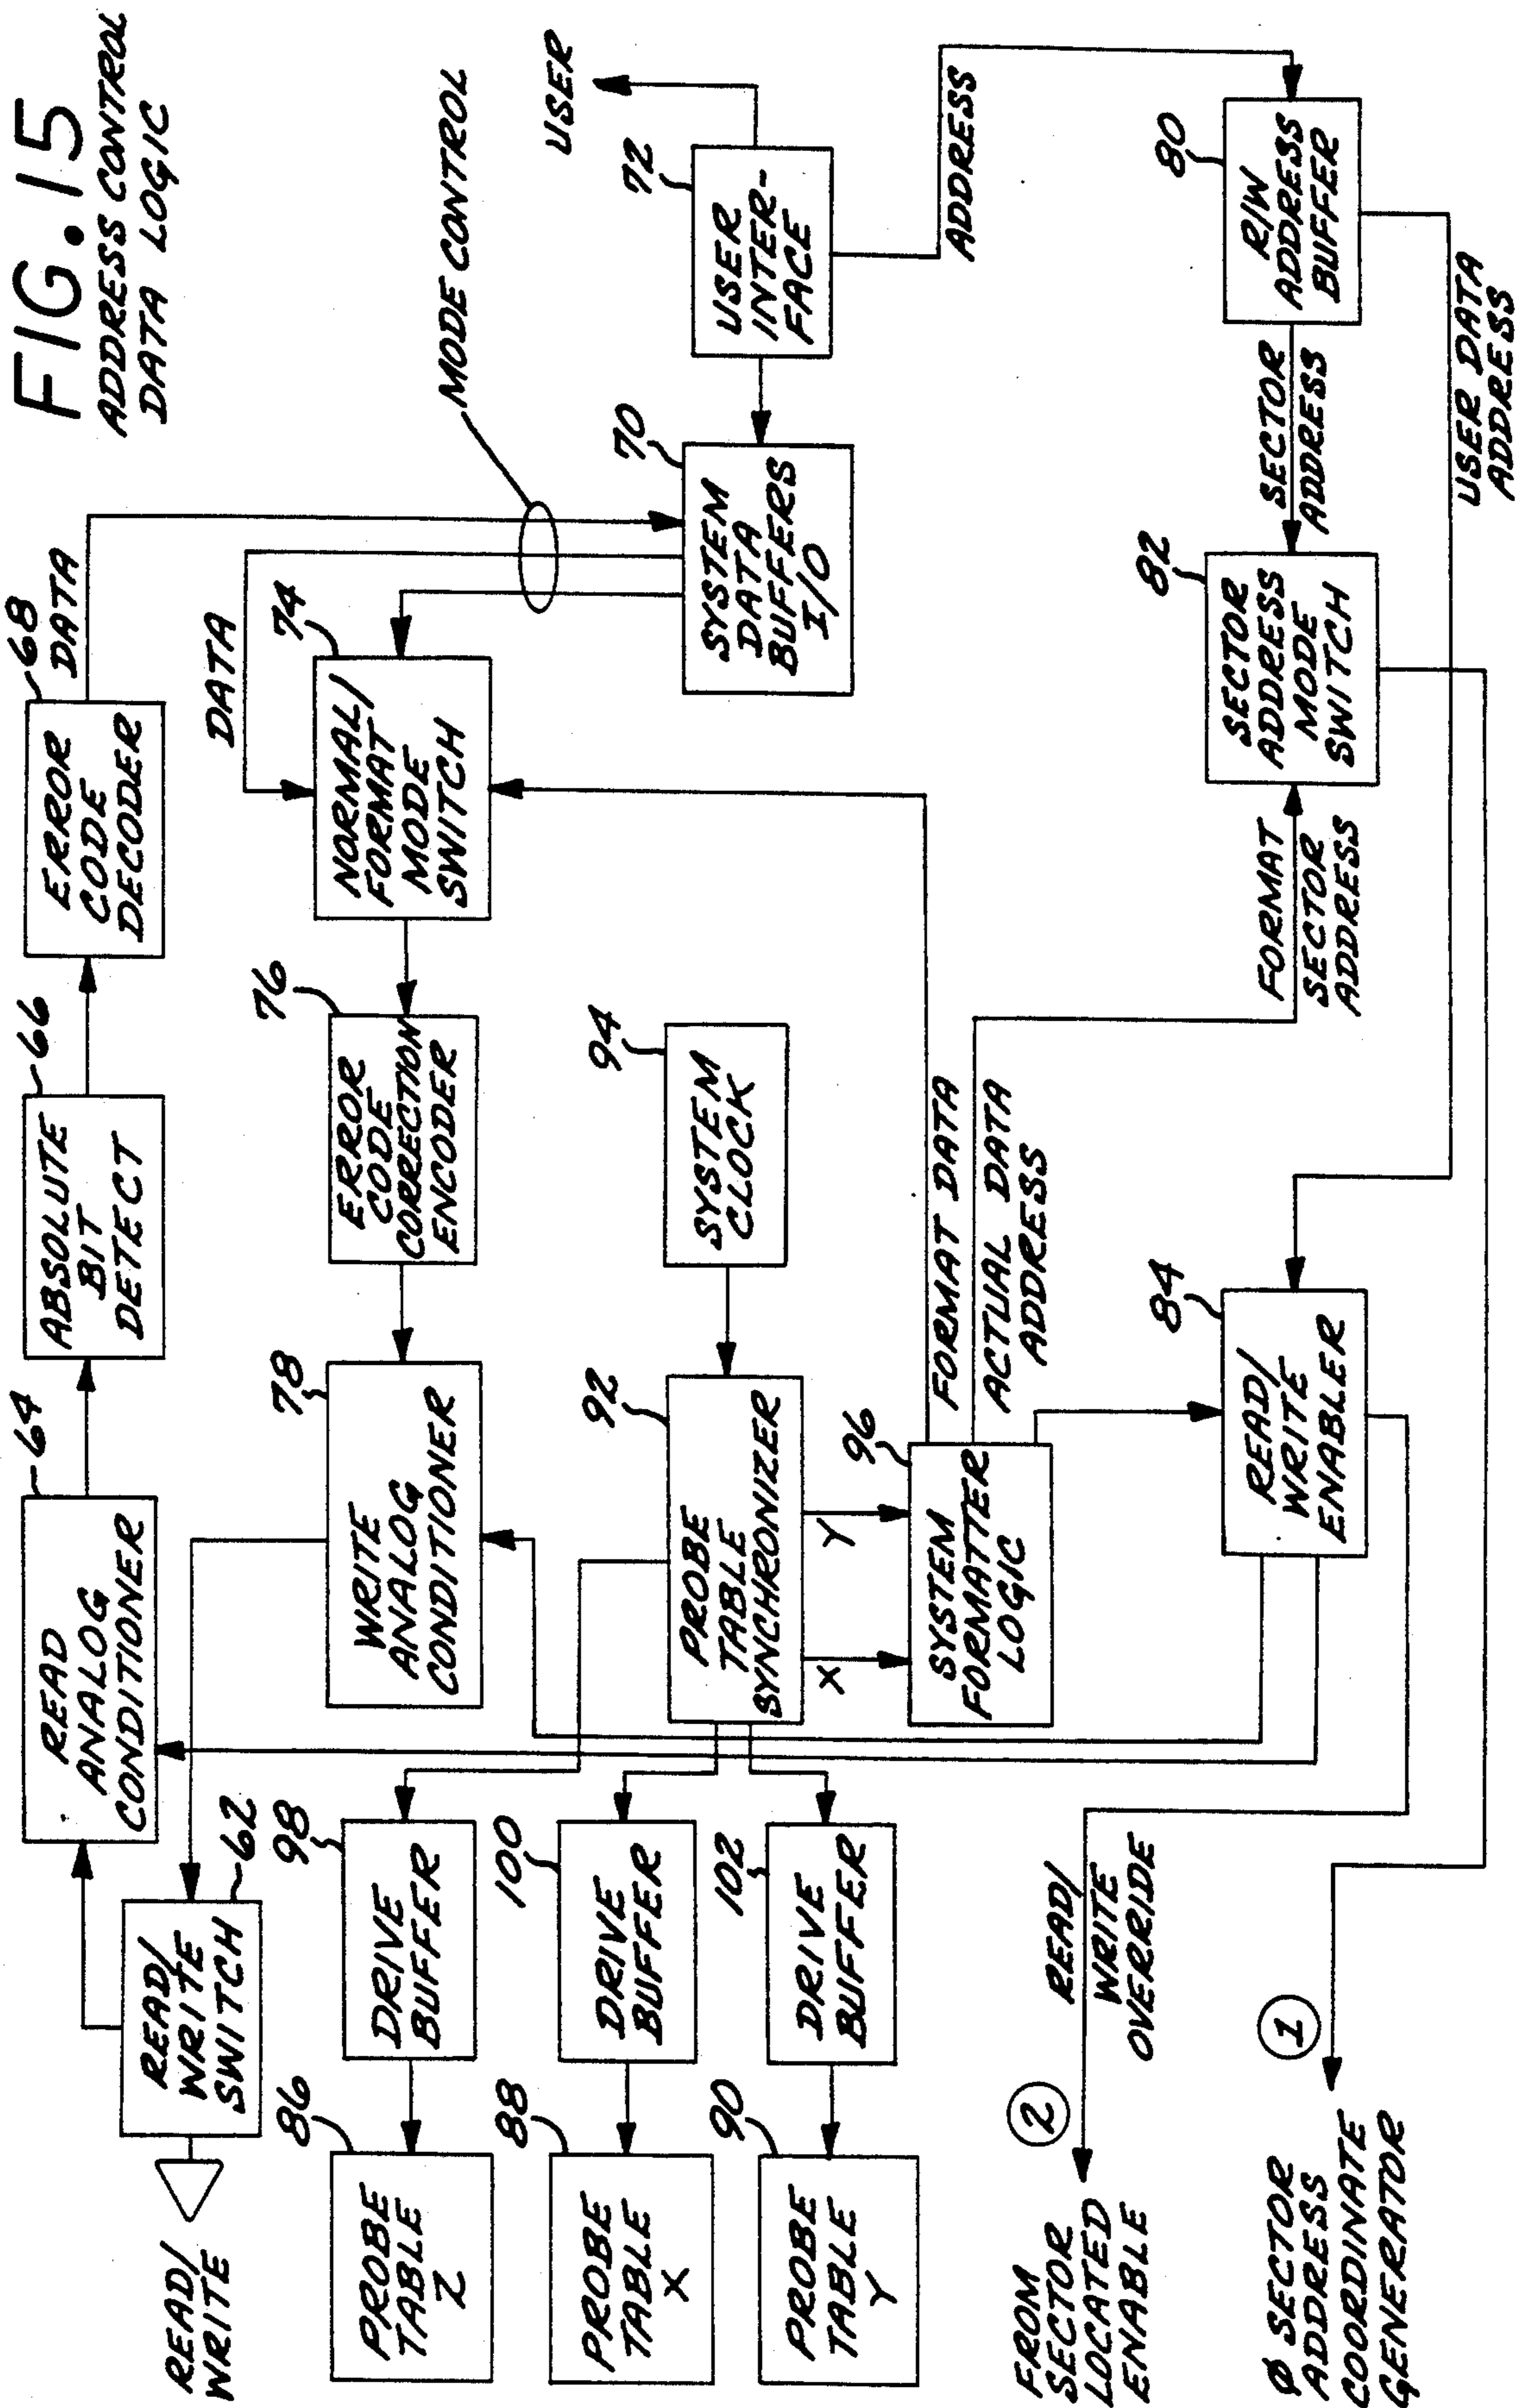 FIG. 15
ADDRESS CONTROL
DATA LOGIC
READ/
WRITE
READ/
WRITE
SWITCH
62
READ
ANALOG
CONDITIONER
64
ABSOLUTE
BIT
DETECT
66
ERROR
CODE
DECODER
68
DATA
DATA
MODE CONTROL
WRITE
ANALOG
CONDITIONER
78
ERROR
CODE
CORRECTION
ENCODER
76
NORMAL/
FORMAT
MODE
SWITCH
74
SYSTEM
DATA
BUFFERS
I/O
70
USER
INTER-
FACE
72
USER
ADDRESS
PROBE
TABLE
Z
86
DRIVE
BUFFER
98
PROBE
TABLE
X
88
DRIVE
BUFFER
100
PROBE
TABLE
Y
90
DRIVE
BUFFER
102
PROBE
TABLE
SYNCHRONIZER
92
SYSTEM
CLOCK
94
X
Y
SYSTEM
FORMATTER
LOGIC
96
FORMAT DATA
ACTUAL DATA
ADDRESS
FORMAT
SECTOR
ADDRESS
SECTOR
ADDRESS
MODE
SWITCH
82
SECTOR
ADDRESS
R/W
ADDRESS
BUFFER
80
USER DATA
ADDRESS
READ/
WRITE
ENABLER
84
READ/
WRITE
OVERRIDE
2
FROM
SECTOR
LOCATED
ENABLE
1
Ø SECTOR
ADDRESS
COORDINATE
GENERATOR